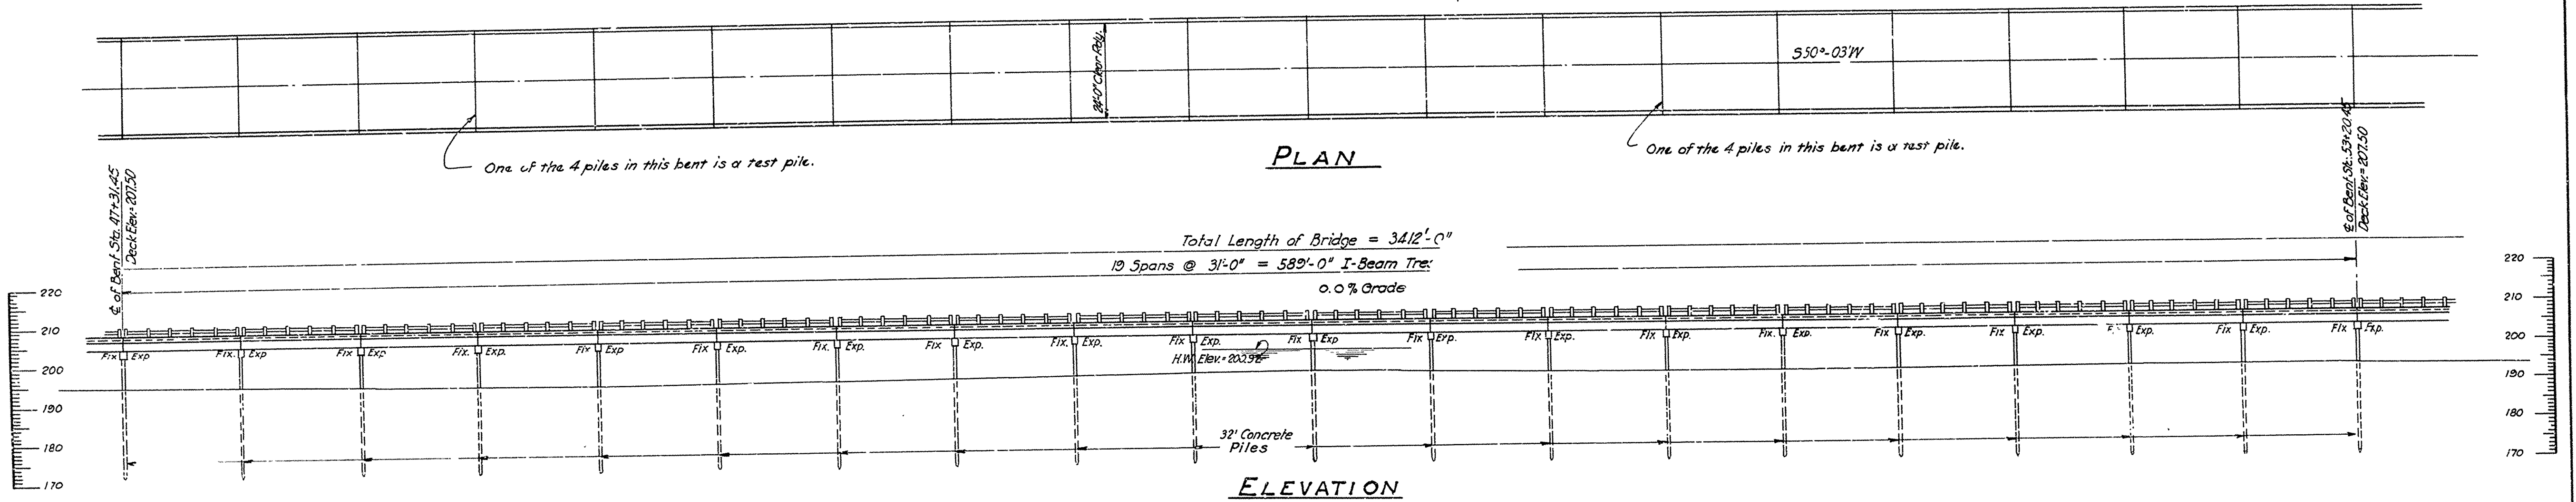 24'-0" Clear Rdy.
S50°-03'W
One of the 4 piles in this bent is a test pile.
PLAN
One of the 4 piles in this bent is a test pile.
℄ of Bent Sta. 47+31.45
Deck Elev.= 207.50
℄ of Bent Sta. 53+20.45
Deck Elev.= 207.50
Total Length of Bridge = 3412'-0"
19 Spans @ 31'-0" = 589'-0" I-Beam
0.0% Grade
220
210
200
190
180
170
220
210
200
190
180
170
Fix Exp
Fix. Exp.
Fix Exp
Fix. Exp.
Fix Exp
Fix Exp.
Fix. Exp.
Fix Exp.
Fix. Exp.
Fix Exp.
Fix Exp
Fix Exp.
Fix Exp.
Fix Exp.
Fix. Exp.
Fix Exp.
Fix Exp.
Exp.
Fix Exp.
Fix Exp.
H.W. Elev.=
32' Concrete
Piles
ELEVATION